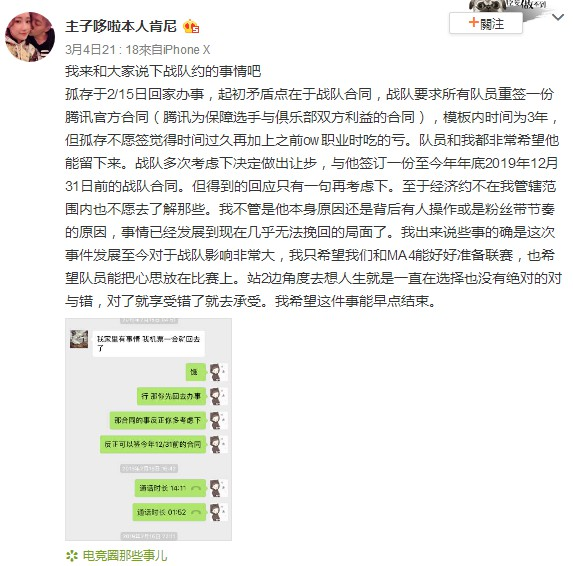 主子哆啦本人肯尼
+關注
3月4日21：18來自iPhone X
我来和大家说下战队约的事情吧
孤存于2/15日回家办事，起初矛盾点在于战队合同，战队要求所有队员重签一份
腾讯官方合同（腾讯为保障选手与俱乐部双方利益的合同），模板内时间为3年，
但孤存不愿签觉得时间过久再加上之前ow职业时吃的亏。队员和我都非常希望他
能留下来。战队多次考虑下决定做出让步，与他签订一份至今年年底2019年12月
31日前的战队合同。但得到的回应只有一句再考虑下。至于经济约不在我管辖范
围内也不愿去了解那些。我不管是他本身原因还是背后有人操作或是粉丝带节奏
的原因，事情已经发展到现在几乎无法挽回的局面了。我出来说些事的确是这次
事件发展至今对于战队影响非常大，我只希望我们和MA4能好好准备联赛，也希
望队员能把心思放在比赛上。站2边角度去想人生就是一直在选择也没有绝对的对
与错，对了就享受错了就去承受。我希望这件事能早点结束。
我家里有事情 我机票一会就回去
了
行 那你先回去办事
那合同的事反正你多考虑下
反正可以签今年12/31前的合同
通话时长 14:11
通话时长 01:52
电竞圈那些事儿